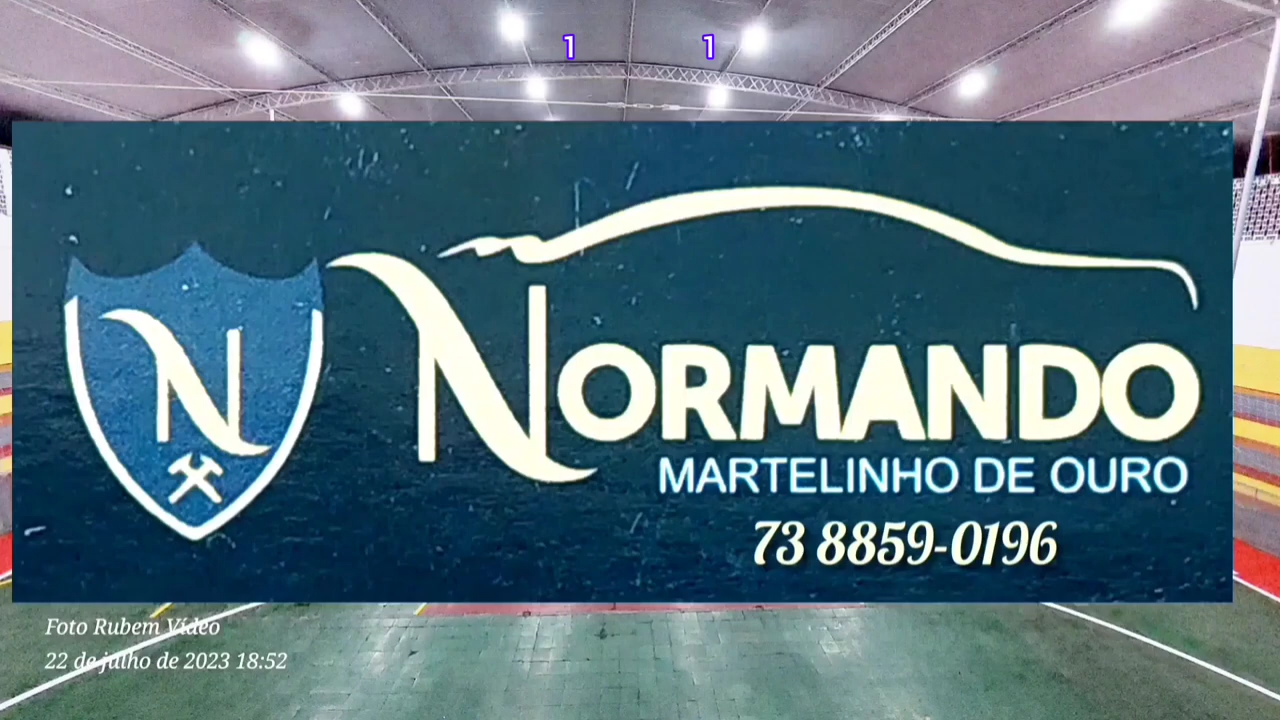 1 1
N
NORMANDO
MARTELINHO DE OURO
73 8859-0196
Foto Rubem Vídeo
22 de julho de 2023 18:52